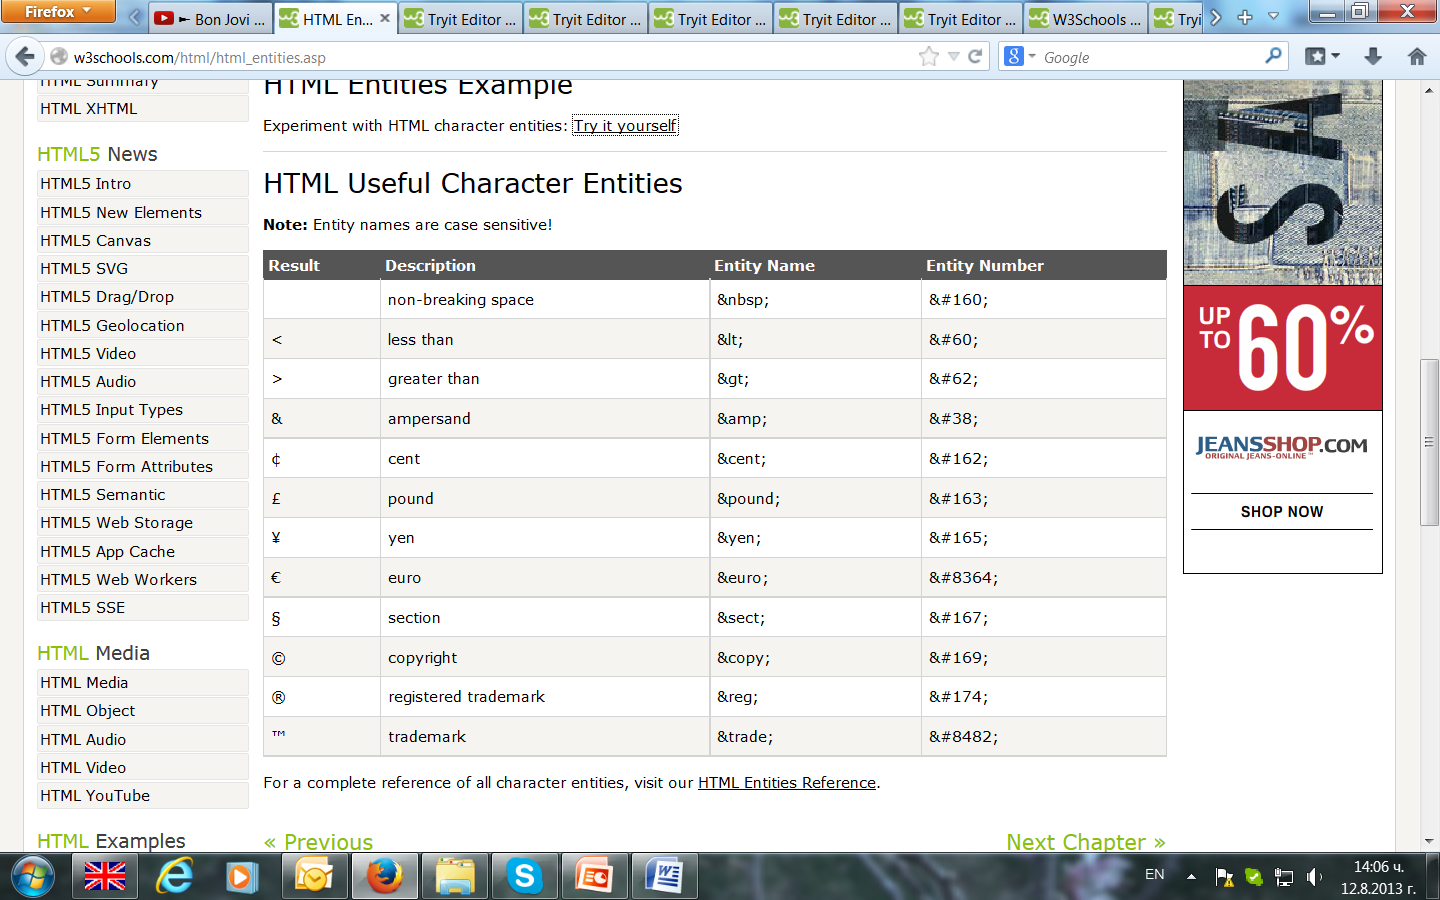 Firefox
Bon Jovi ...
HTML En...
Tryit Editor ...
Tryit Editor ...
Tryit Editor ...
Tryit Editor ...
Tryit Editor ...
W3Schools ...
Tryi
w3schools.com/html/html_entities.asp
Google
HTML Summary
HTML XHTML
HTML5 News
HTML5 Intro
HTML5 New Elements
HTML5 Canvas
HTML5 SVG
HTML5 Drag/Drop
HTML5 Geolocation
HTML5 Video
HTML5 Audio
HTML5 Input Types
HTML5 Form Elements
HTML5 Form Attributes
HTML5 Semantic
HTML5 Web Storage
HTML5 App Cache
HTML5 Web Workers
HTML5 SSE
HTML Media
HTML Media
HTML Object
HTML Audio
HTML Video
HTML YouTube
HTML Examples
HTML Entities Example
Experiment with HTML character entities: Try it yourself
HTML Useful Character Entities
Note: Entity names are case sensitive!
Result Description Entity Name Entity Number
non-breaking space &nbsp; &#160;
< less than &lt; &#60;
> greater than &gt; &#62;
& ampersand &amp; &#38;
¢ cent &cent; &#162;
£ pound &pound; &#163;
¥ yen &yen; &#165;
€ euro &euro; &#8364;
§ section &sect; &#167;
© copyright &copy; &#169;
® registered trademark &reg; &#174;
™ trademark &trade; &#8482;
For a complete reference of all character entities, visit our HTML Entities Reference.
« Previous
Next Chapter »
SA
UP TO 60%
JEANSSHOP.COM
ORIGINAL JEANS-ONLINE™
SHOP NOW
EN
14:06 ч.
12.8.2013 г.